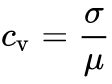 c_v = σ/μ